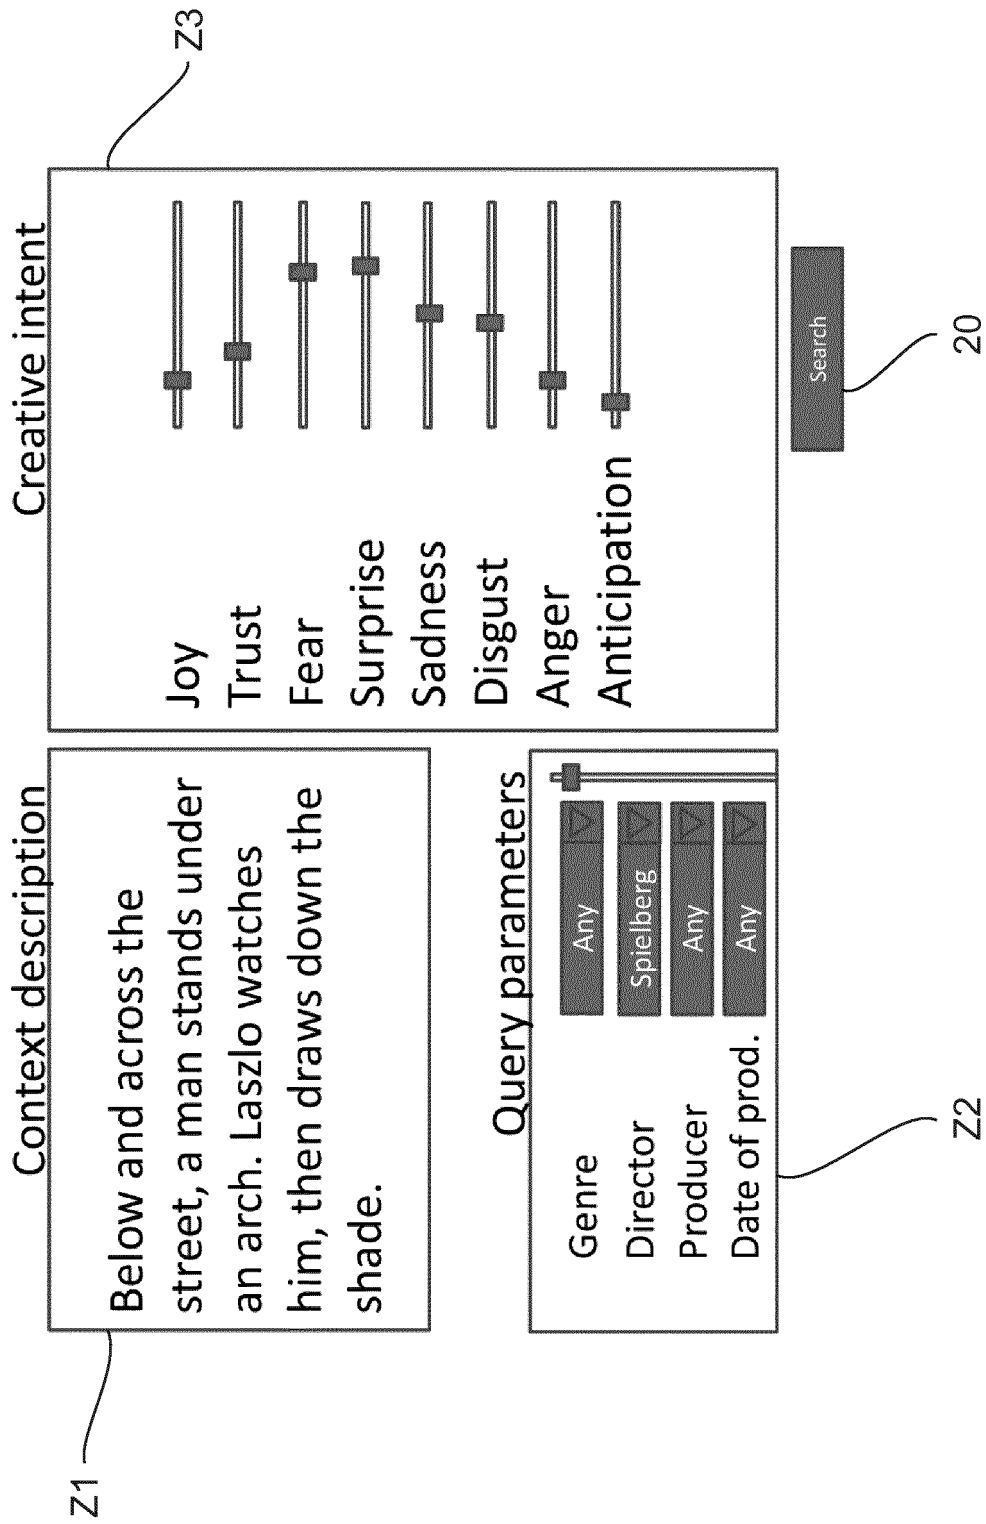 Context description
Z1
Below and across the
street, a man stands under
an arch. Laszlo watches
him, then draws down the
shade.
Query parameters
Genre Any
Director Spielberg
Producer Any
Date of prod. Any
Z2
Creative intent
Z3
Joy
Trust
Fear
Surprise
Sadness
Disgust
Anger
Anticipation
Search
20